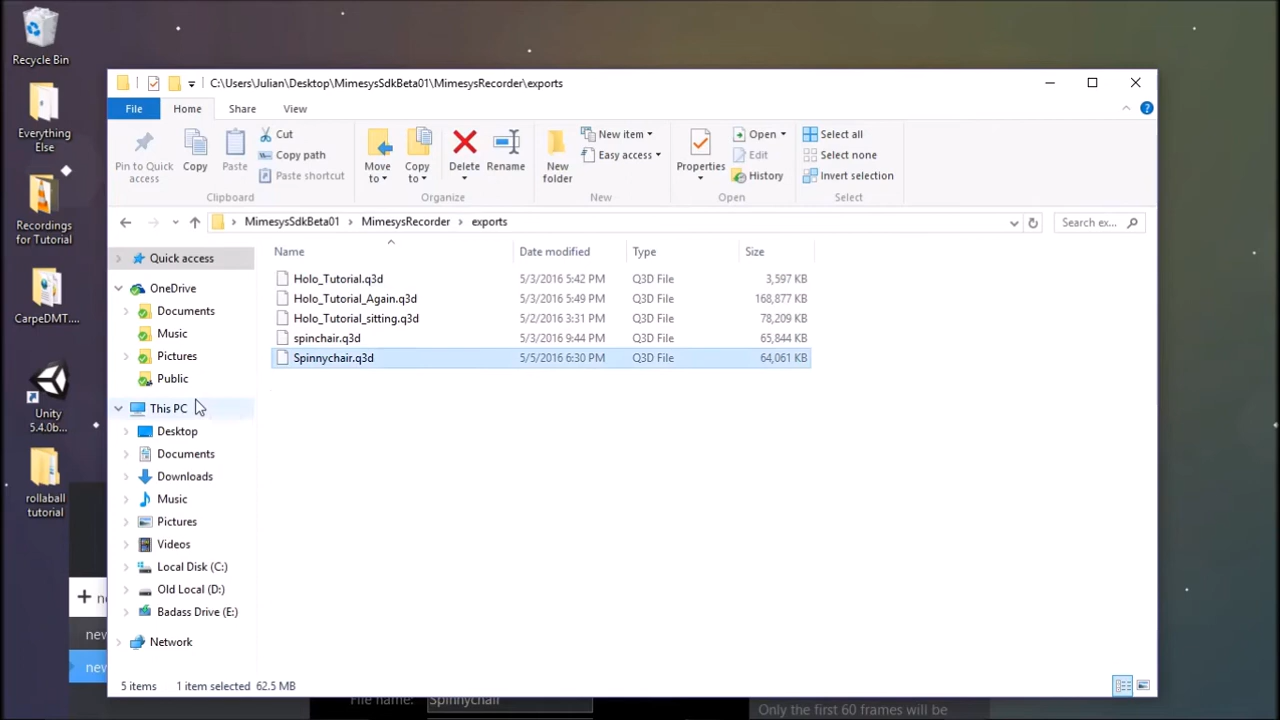 Recycle Bin
Everything
Else
Recordings
for Tutorial
CarpeDMT....
Unity
5.4.0b...
rollaball
tutorial
C:\Users\Julian\Desktop\MimesysSdkBeta01\MimesysRecorder\exports
File Home Share View
Pin to Quick
access
Copy
Paste
Cut
Copy path
Paste shortcut
Clipboard
Move
to
Copy
to
Delete
Rename
Organize
New
folder
New item
Easy access
New
Properties
Open
Edit
History
Open
Select all
Select none
Invert selection
Select
MimesysSdkBeta01 MimesysRecorder exports
Search ex...
Name Date modified Type Size
Holo_Tutorial.q3d 5/3/2016 5:42 PM Q3D File 3,597 KB
Holo_Tutorial_Again.q3d 5/3/2016 5:49 PM Q3D File 168,877 KB
Holo_Tutorial_sitting.q3d 5/2/2016 3:31 PM Q3D File 78,209 KB
spinchair.q3d 5/3/2016 9:44 PM Q3D File 65,844 KB
Spinnychair.q3d 5/5/2016 6:30 PM Q3D File 64,061 KB
Quick access
OneDrive
Documents
Music
Pictures
Public
This PC
Desktop
Documents
Downloads
Music
Pictures
Videos
Local Disk (C:)
Old Local (D:)
Badass Drive (E:)
Network
5 items 1 item selected 62.5 MB
File name: Spinnychair
Only the first 60 frames will be